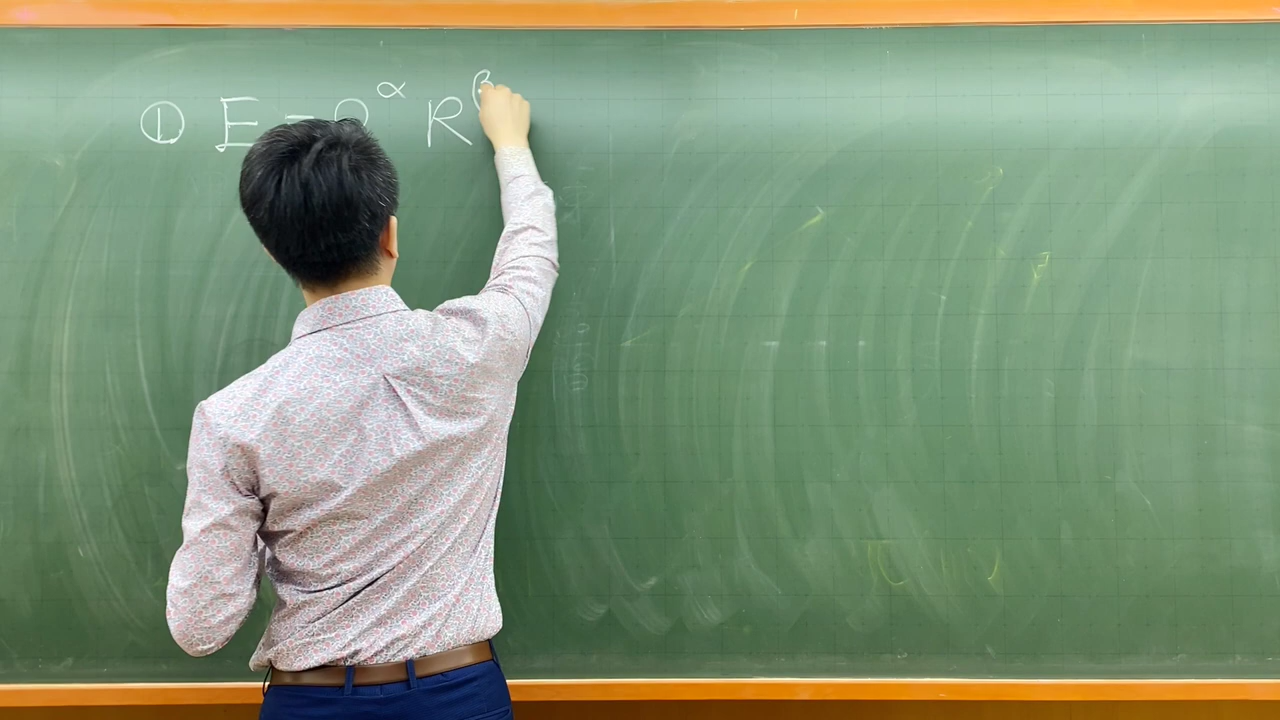 ① E = ^α R^β